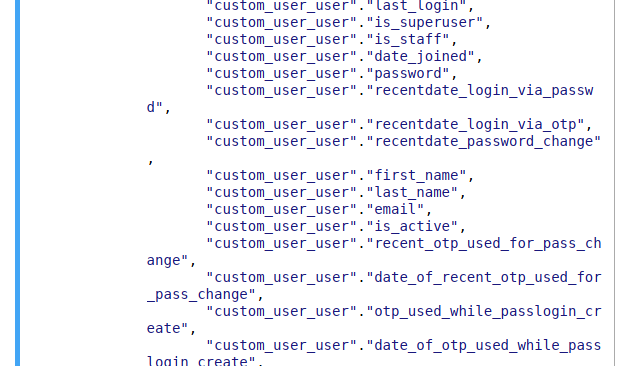 "custom_user_user"."last_login",
"custom_user_user"."is_superuser",
"custom_user_user"."is_staff",
"custom_user_user"."date_joined",
"custom_user_user"."password",
"custom_user_user"."recentdate_login_via_passw
d",
"custom_user_user"."recentdate_login_via_otp",
"custom_user_user"."recentdate_password_change"
,
"custom_user_user"."first_name",
"custom_user_user"."last_name",
"custom_user_user"."email",
"custom_user_user"."is_active",
"custom_user_user"."recent_otp_used_for_pass_ch
ange",
"custom_user_user"."date_of_recent_otp_used_for
_pass_change",
"custom_user_user"."otp_used_while_passlogin_cr
eate",
"custom_user_user"."date_of_otp_used_while_pass
login_create",